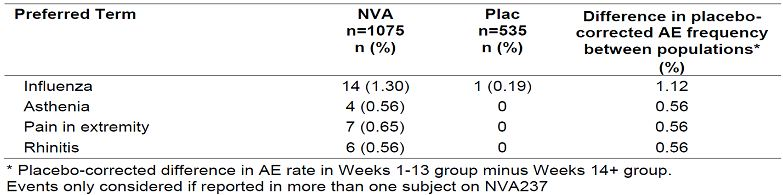 Preferred Term NVA Plac Difference in placebo-
n=1075 n=535 corrected AE frequency
n (%) n (%) between populations*
(%)
Influenza 14 (1.30) 1 (0.19) 1.12
Asthenia 4 (0.56) 0 0.56
Pain in extremity 7 (0.65) 0 0.56
Rhinitis 6 (0.56) 0 0.56
* Placebo-corrected difference in AE rate in Weeks 1-13 group minus Weeks 14+ group.
Events only considered if reported in more than one subject on NVA237